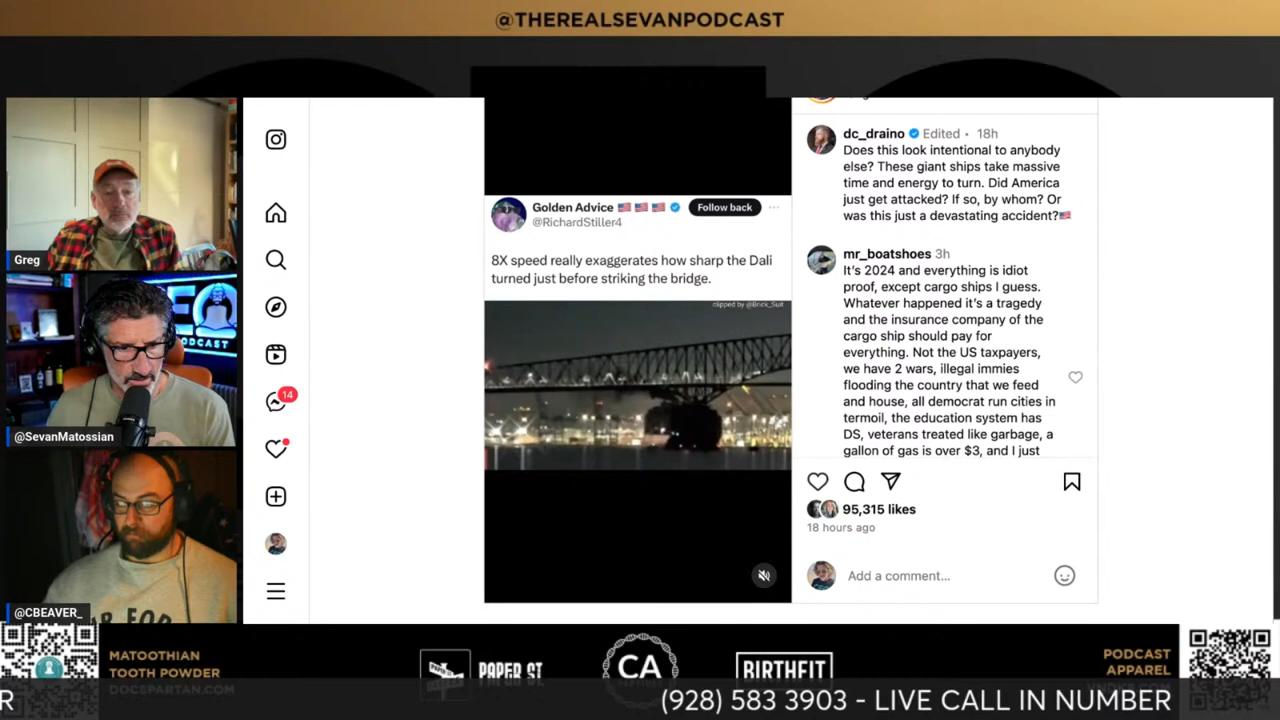 @THEREALSEVANPODCAST
Greg
@SevanMatossian
PODCAST
@CBEAVER_
14
Golden Advice
Follow back
@RichardStiller4
8X speed really exaggerates how sharp the Dali
turned just before striking the bridge.
clipped by @Brick_Suit
dc_draino Edited • 18h
Does this look intentional to anybody
else? These giant ships take massive
time and energy to turn. Did America
just get attacked? If so, by whom? Or
was this just a devastating accident?
mr_boatshoes 3h
It's 2024 and everything is idiot
proof, except cargo ships I guess.
Whatever happened it's a tragedy
and the insurance company of the
cargo ship should pay for
everything. Not the US taxpayers,
we have 2 wars, illegal immies
flooding the country that we feed
and house, all democrat run cities in
termoil, the education system has
DS, veterans treated like garbage, a
gallon of gas is over $3, and I just
95,315 likes
18 hours ago
Add a comment...
MATOOTHIAN
TOOTH POWDER
DOCSPARTAN.COM
PAPER ST
CA
BIRTHFIT
PODCAST
APPAREL
R
(928) 583 3903 - LIVE CALL IN NUMBER